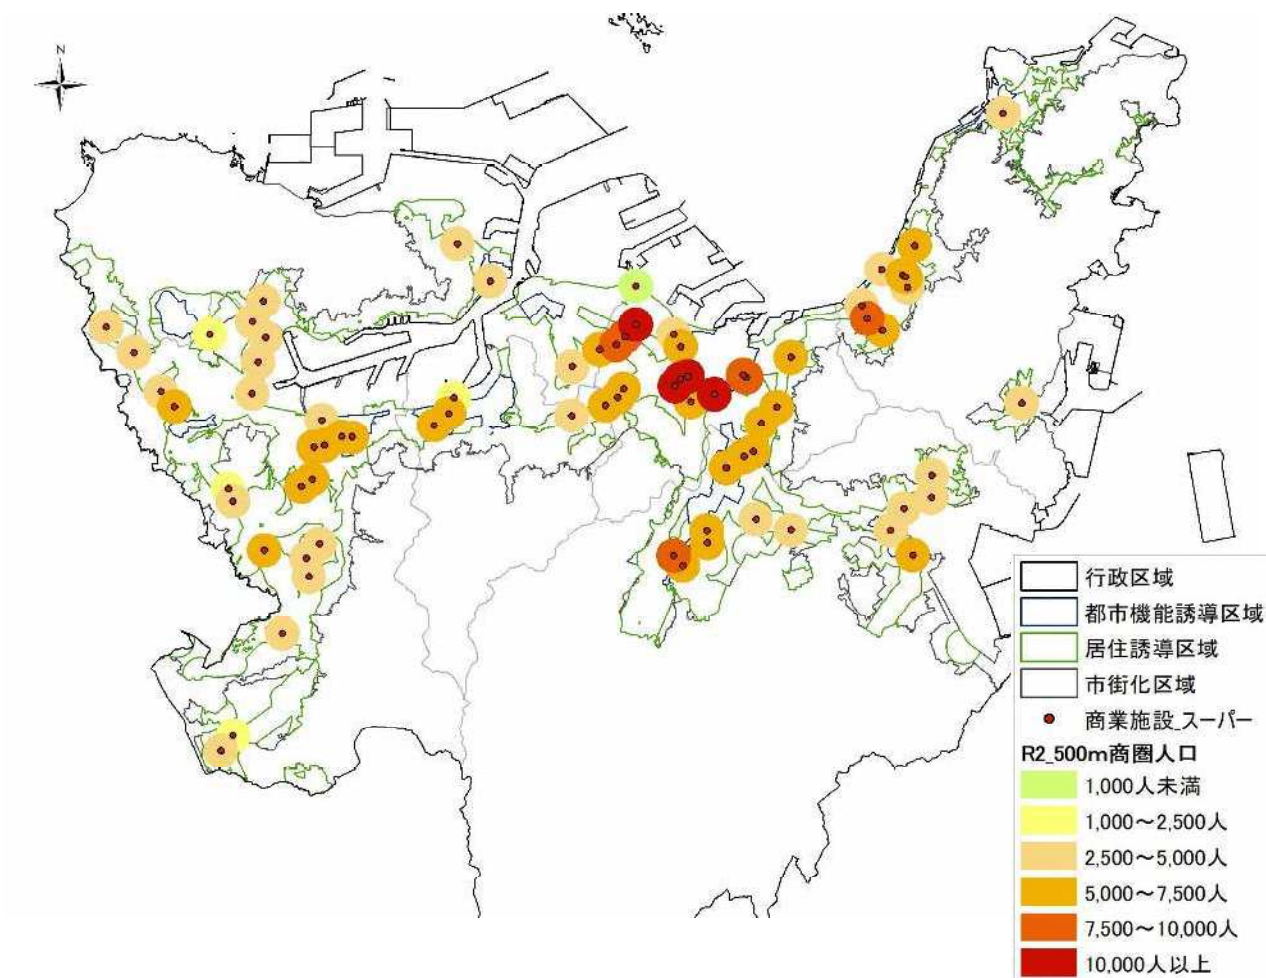 N
行政区域
都市機能誘導区域
居住誘導区域
市街化区域
商業施設_スーパー
R2_500m商圏人口
1,000人未満
1,000～2,500人
2,500～5,000人
5,000～7,500人
7,500～10,000人
10,000人以上